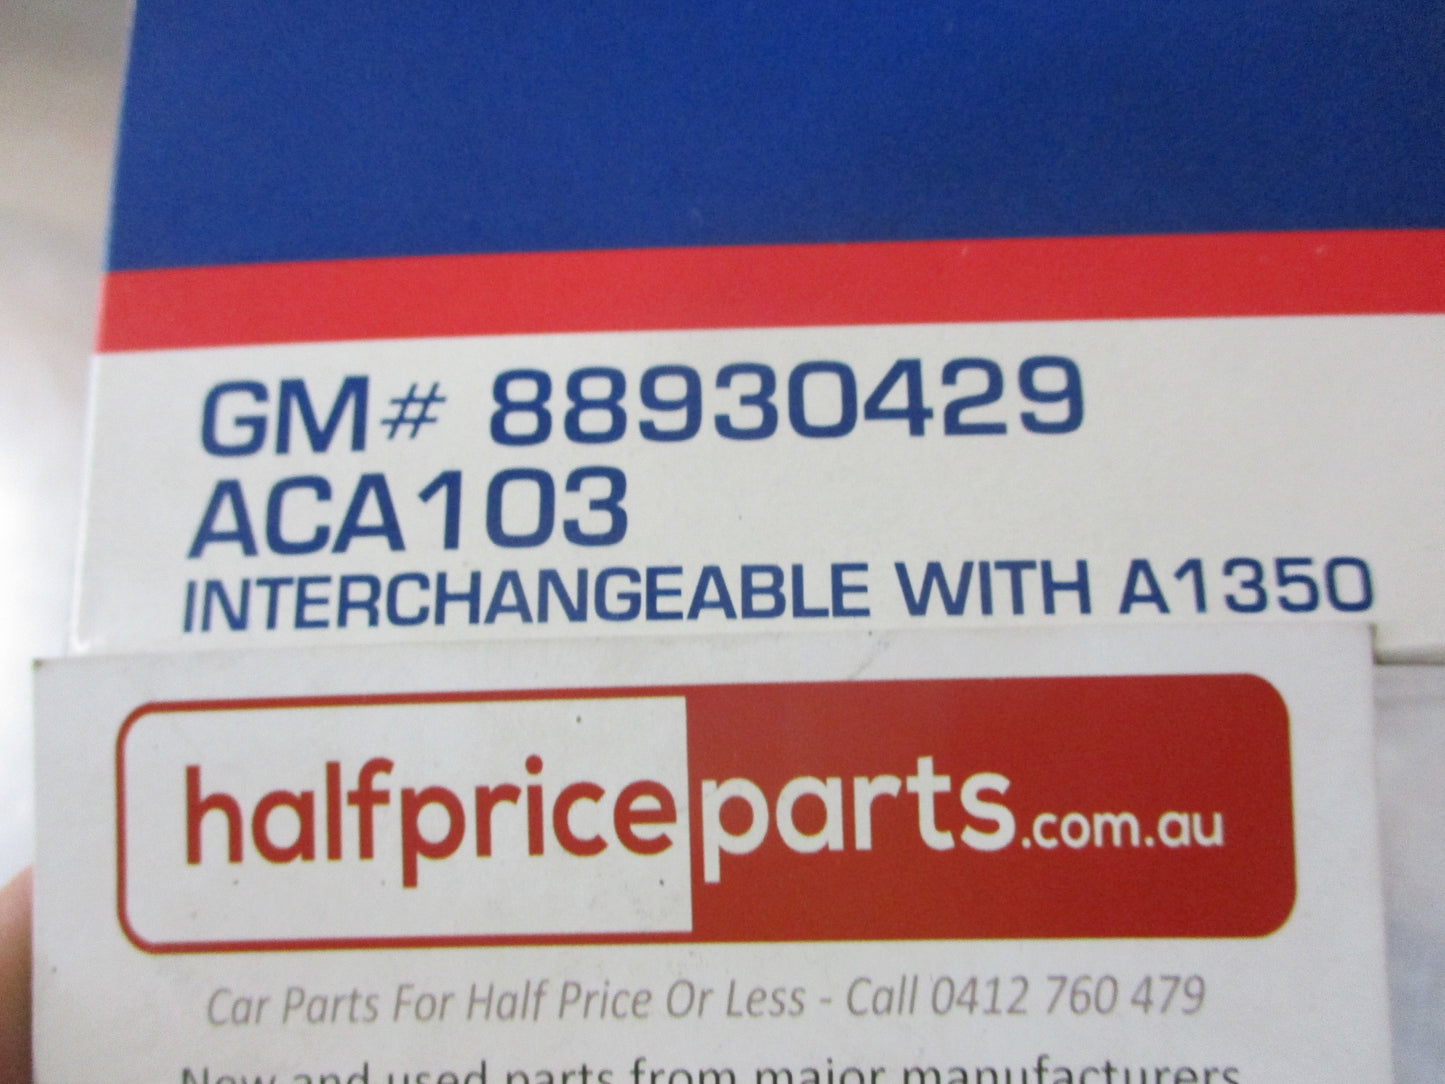 GM# 88930429
ACA103
INTERCHANGEABLE WITH A1350
halfpriceparts.com.au
Car Parts For Half Price Or Less - Call 0412 760 479
New and used parts from major manufacturers